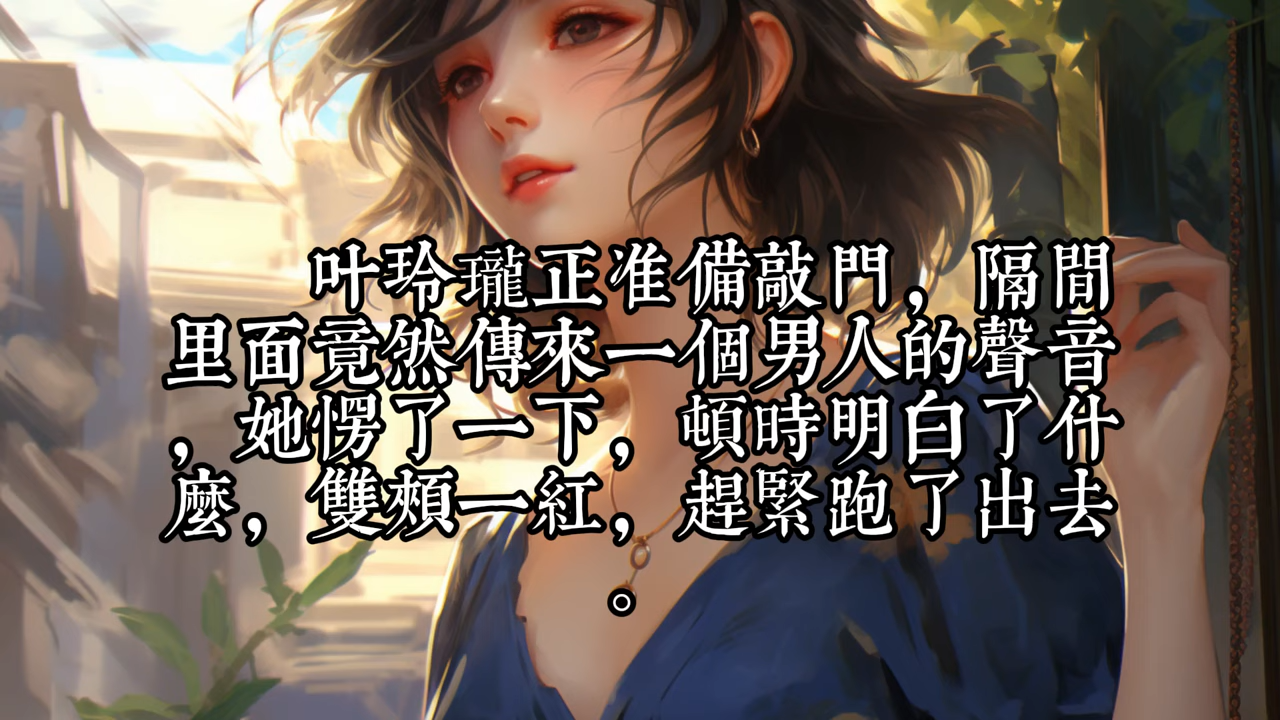 叶玲瓏正准備敲門，隔間
里面竟然傳來一個男人的聲音
，她愣了一下，頓時明白了什
麼，雙頰一紅，趕緊跑了出去
。